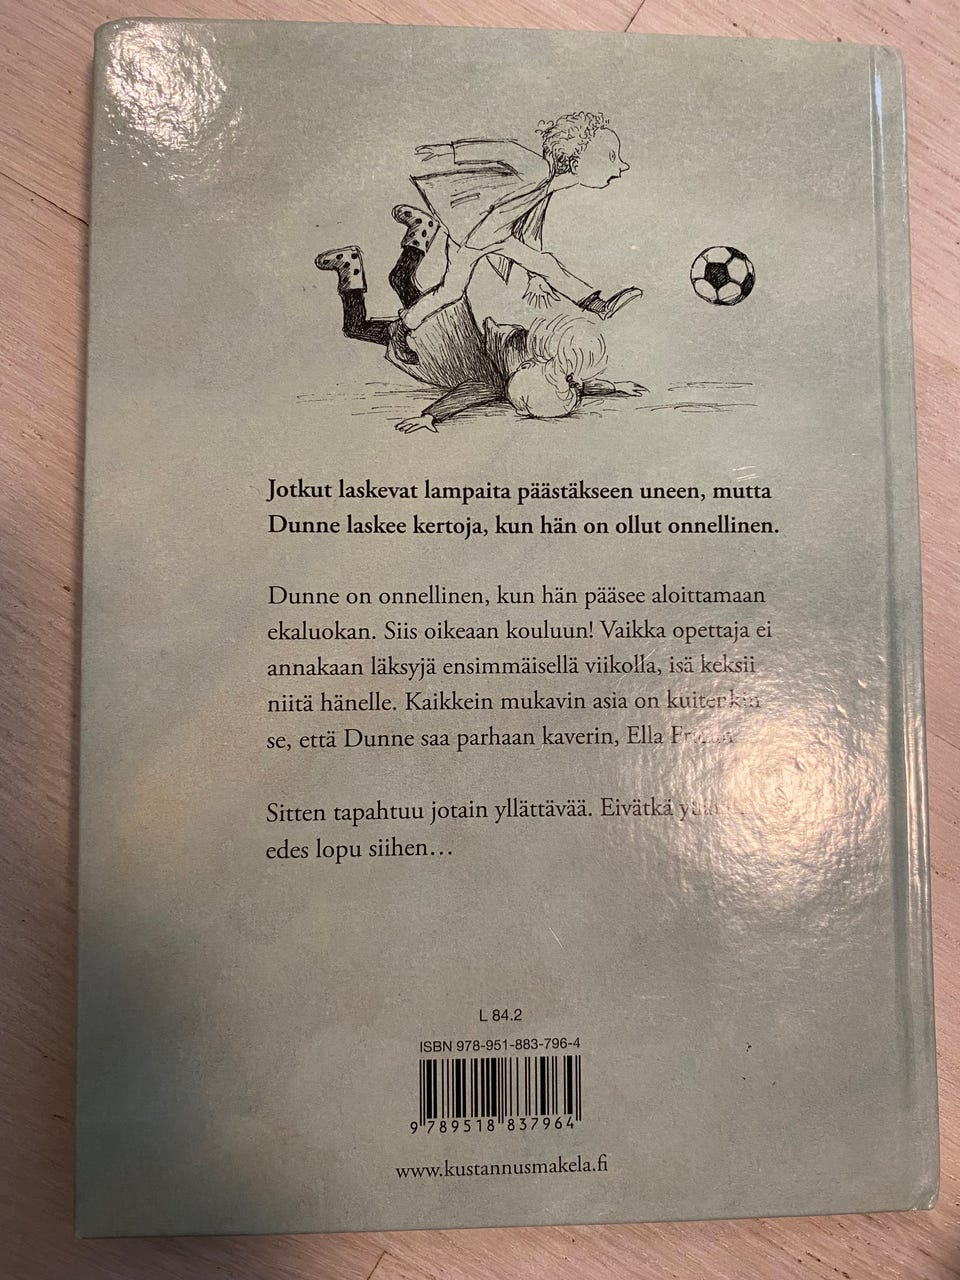 Jotkut laskevat lampaita päästäkseen uneen, mutta
Dunne laskee kertoja, kun hän on ollut onnellinen.
Dunne on onnellinen, kun hän pääsee aloittamaan
ekaluokan. Siis oikeaan kouluun! Vaikka opettaja ei
annakaan läksyjä ensimmäisellä viikolla, isä keksii
niitä hänelle. Kaikkein mukavin asia on kuitenkin
se, että Dunne saa parhaan kaverin, Ella
Sitten tapahtuu jotain yllättävää. Eivätkä
edes lopu siihen…
L 84.2
ISBN 978-951-883-796-4
9 789518 837964
www.kustannusmakela.fi